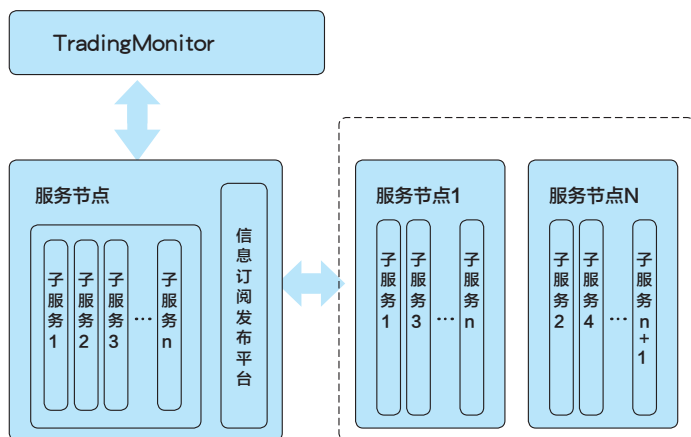 TradingMonitor
服务节点
子服务1
子服务2
子服务3
...
子服务n
信息订阅发布平台
服务节点1
子服务1
子服务3
...
子服务n
服务节点N
子服务2
子服务4
...
子服务n+1